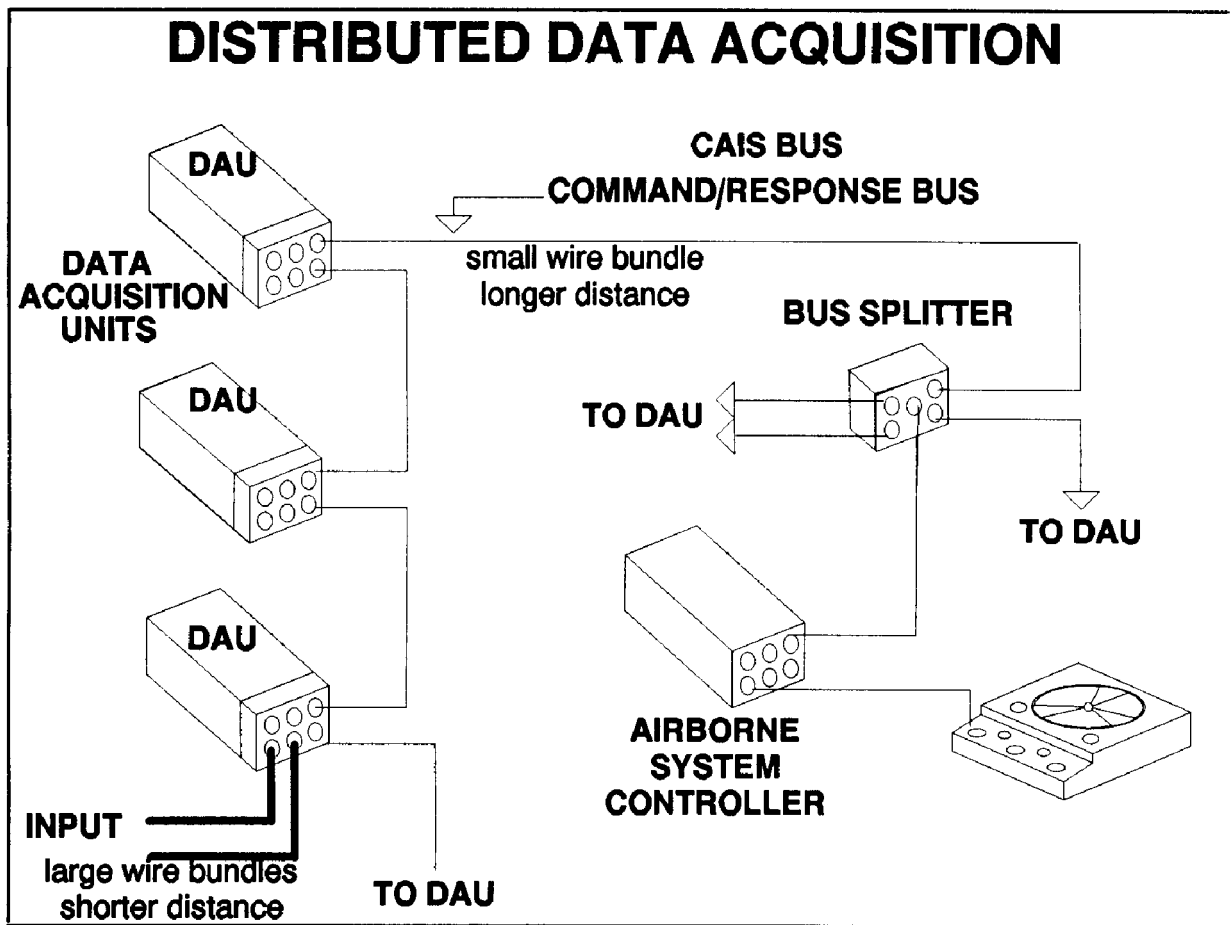 DISTRIBUTED DATA ACQUISITION
DAU
CAIS BUS
COMMAND/RESPONSE BUS
small wire bundle
longer distance
DATA
ACQUISITION
UNITS
BUS SPLITTER
DAU
TO DAU
TO DAU
DAU
AIRBORNE
SYSTEM
CONTROLLER
INPUT
large wire bundles
shorter distance
TO DAU